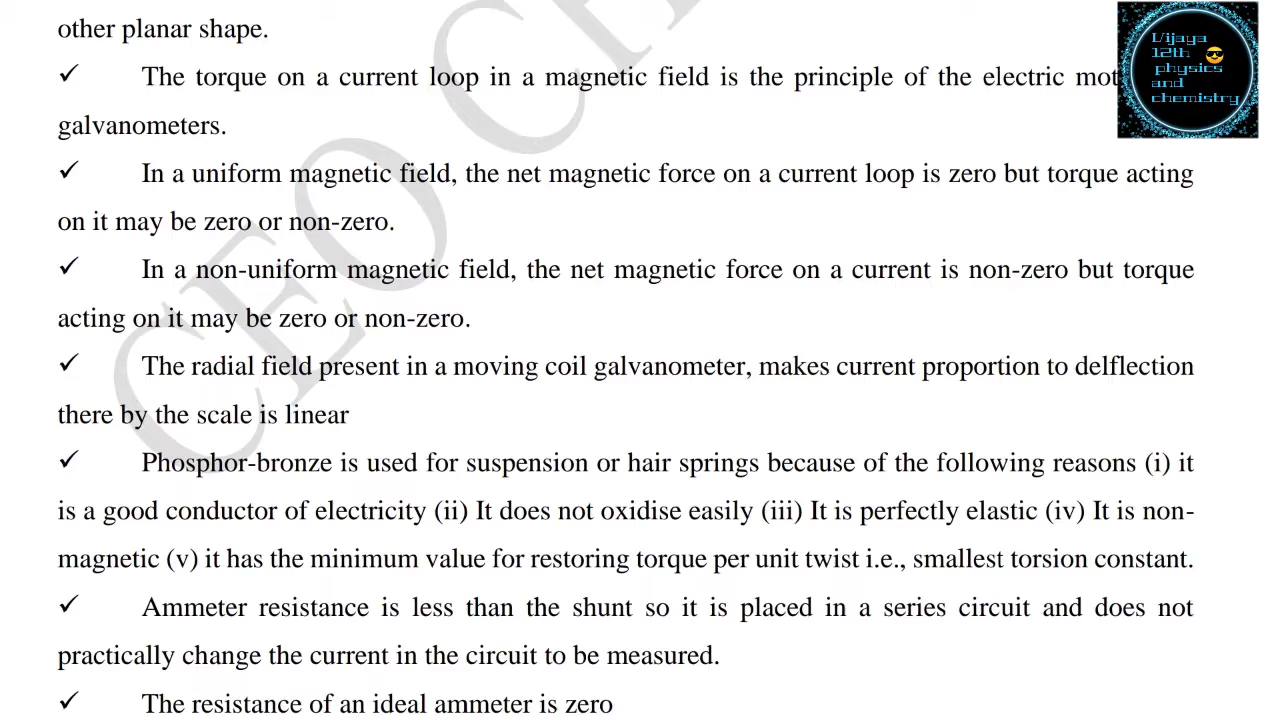 other planar shape.
✓ The torque on a current loop in a magnetic field is the principle of the electric
galvanometers.
✓ In a uniform magnetic field, the net magnetic force on a current loop is zero but torque acting
on it may be zero or non-zero.
✓ In a non-uniform magnetic field, the net magnetic force on a current is non-zero but torque
acting on it may be zero or non-zero.
✓ The radial field present in a moving coil galvanometer, makes current proportion to delflection
there by the scale is linear
✓ Phosphor-bronze is used for suspension or hair springs because of the following reasons (i) it
is a good conductor of electricity (ii) It does not oxidise easily (iii) It is perfectly elastic (iv) It is non-
magnetic (v) it has the minimum value for restoring torque per unit twist i.e., smallest torsion constant.
✓ Ammeter resistance is less than the shunt so it is placed in a series circuit and does not
practically change the current in the circuit to be measured.
✓ The resistance of an ideal ammeter is zero
Vijaya
12th
physics
and
chemistry
CEO